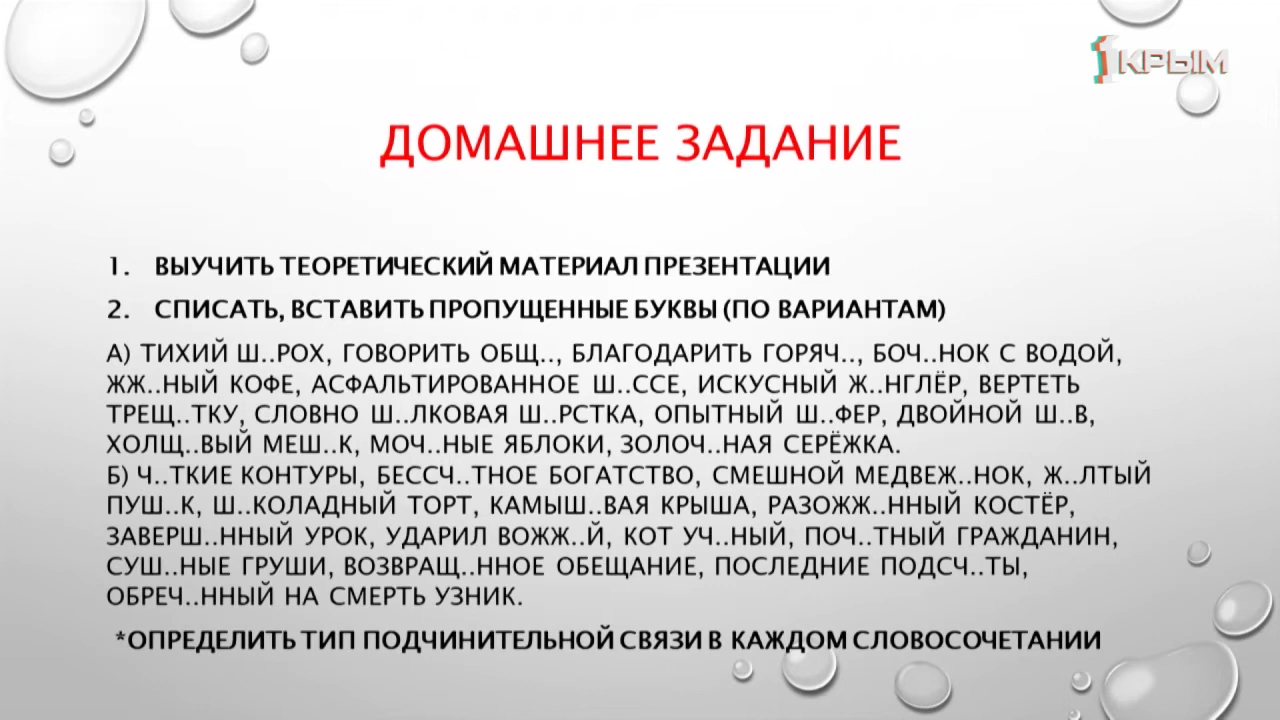 1КРЫМ
ДОМАШНЕЕ ЗАДАНИЕ
1. ВЫУЧИТЬ ТЕОРЕТИЧЕСКИЙ МАТЕРИАЛ ПРЕЗЕНТАЦИИ
2. СПИСАТЬ, ВСТАВИТЬ ПРОПУЩЕННЫЕ БУКВЫ (ПО ВАРИАНТАМ)
А) ТИХИЙ Ш..РОХ, ГОВОРИТЬ ОБЩ.., БЛАГОДАРИТЬ ГОРЯЧ.., БОЧ..НОК С ВОДОЙ,
ЖЖ..НЫЙ КОФЕ, АСФАЛЬТИРОВАННОЕ Ш..ССЕ, ИСКУСНЫЙ Ж..НГЛЁР, ВЕРТЕТЬ
ТРЕЩ..ТКУ, СЛОВНО Ш..ЛКОВАЯ Ш..РСТКА, ОПЫТНЫЙ Ш..ФЕР, ДВОЙНОЙ Ш..В,
ХОЛЩ..ВЫЙ МЕШ..К, МОЧ..НЫЕ ЯБЛОКИ, ЗОЛОЧ..НАЯ СЕРЁЖКА.
Б) Ч..ТКИЕ КОНТУРЫ, БЕССЧ..ТНОЕ БОГАТСТВО, СМЕШНОЙ МЕДВЕЖ..НОК, Ж..ЛТЫЙ
ПУШ..К, Ш..КОЛАДНЫЙ ТОРТ, КАМЫШ..ВАЯ КРЫША, РАЗОЖЖ..ННЫЙ КОСТЁР,
ЗАВЕРШ..ННЫЙ УРОК, УДАРИЛ ВОЖЖ..Й, КОТ УЧ..НЫЙ, ПОЧ..ТНЫЙ ГРАЖДАНИН,
СУШ..НЫЕ ГРУШИ, ВОЗВРАЩ..ННОЕ ОБЕЩАНИЕ, ПОСЛЕДНИЕ ПОДСЧ..ТЫ,
ОБРЕЧ..ННЫЙ НА СМЕРТЬ УЗНИК.
*ОПРЕДЕЛИТЬ ТИП ПОДЧИНИТЕЛЬНОЙ СВЯЗИ В КАЖДОМ СЛОВОСОЧЕТАНИИ